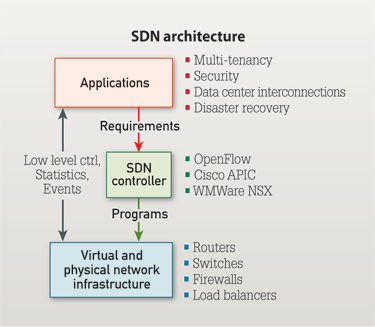 SDN architecture
Applications
Multi-tenancy
Security
Data center interconnections
Disaster recovery
Requirements
Low level ctrl,
Statistics,
Events
SDN
controller
OpenFlow
Cisco APIC
WMWare NSX
Programs
Virtual and
physical network
infrastructure
Routers
Switches
Firewalls
Load balancers